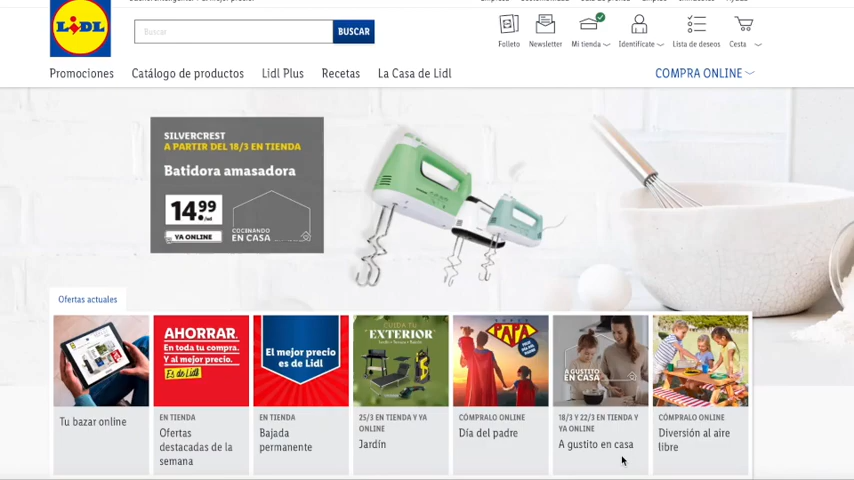 LIDL
Buscar
BUSCAR
Folleto
Newsletter
Mi tienda
Identifícate
Lista de deseos
Cesta
Promociones
Catálogo de productos
Lidl Plus
Recetas
La Casa de Lidl
COMPRA ONLINE
SILVERCREST
A PARTIR DEL 18/3 EN TIENDA
Batidora amasadora
14.99
YA ONLINE
COCINANDO
EN CASA
Ofertas actuales
AHORRAR.
En toda tu compra.
Y al mejor precio.
Es de Lidl
El mejor precio
es de Lidl
CUIDA TU
EXTERIOR
SUPER
PAPÁ
A GUSTITO
EN CASA
Tu bazar online
EN TIENDA
Ofertas
destacadas de la
semana
EN TIENDA
Bajada
permanente
25/3 EN TIENDA Y YA
ONLINE
Jardín
CÓMPRALO ONLINE
Día del padre
18/3 Y 22/3 EN TIENDA Y
YA ONLINE
A gustito en casa
CÓMPRALO ONLINE
Diversión al aire
libre